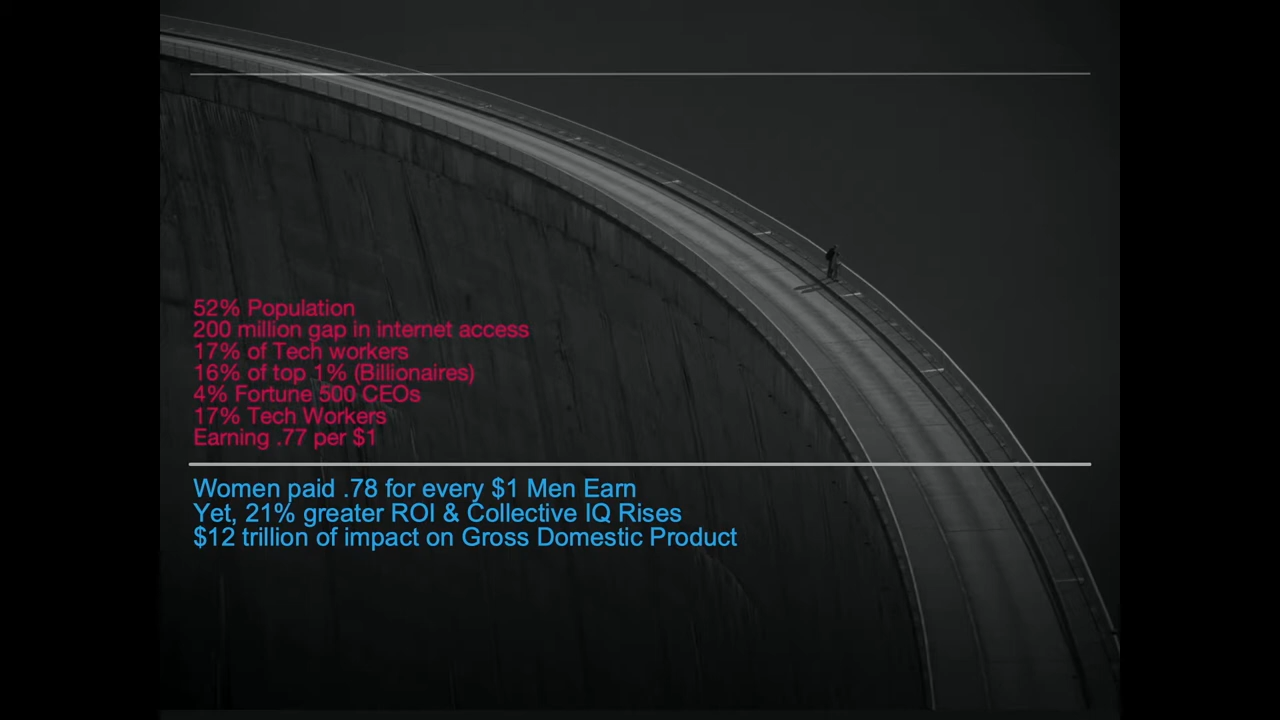 52% Population
200 million gap in internet access
17% of Tech workers
16% of top 1% (Billionaires)
4% Fortune 500 CEOs
17% Tech Workers
Earning .77 per $1
Women paid .78 for every $1 Men Earn
Yet, 21% greater ROI & Collective IQ Rises
$12 trillion of impact on Gross Domestic Product